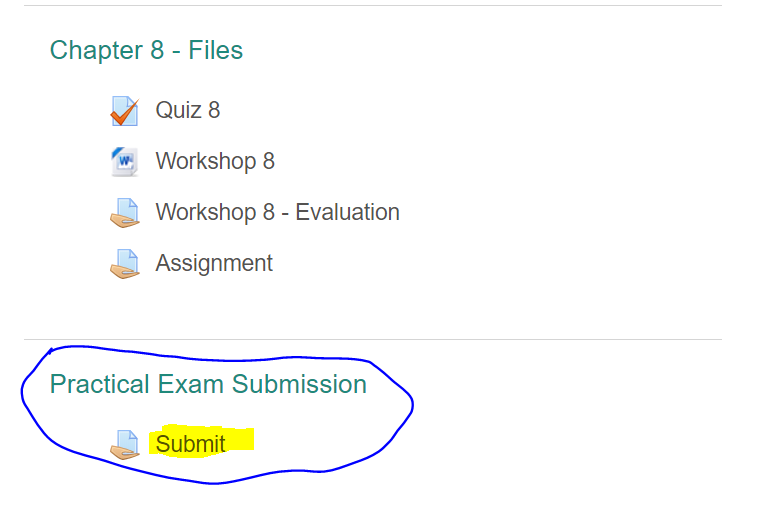 Chapter 8 - Files
Quiz 8
Workshop 8
Workshop 8 - Evaluation
Assignment
Practical Exam Submission
Submit